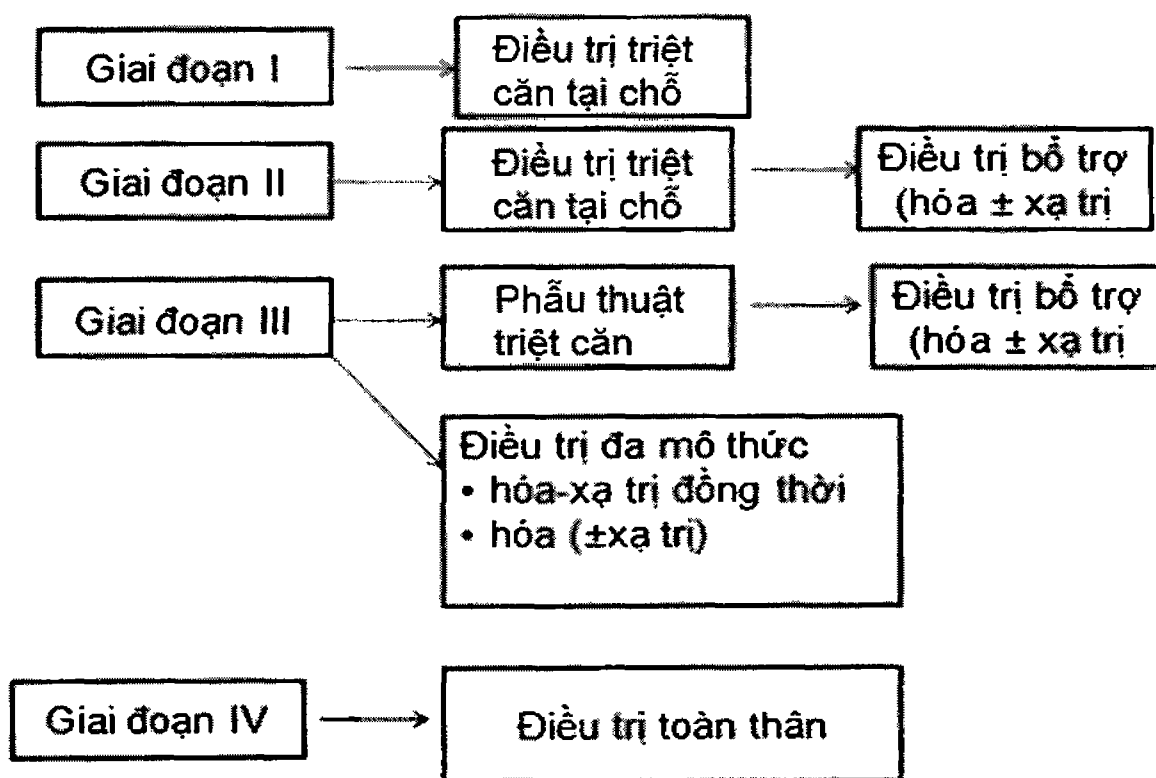 Giai đoạn I
Điều trị triệt
căn tại chỗ
Giai đoạn II
Điều trị triệt
căn tại chỗ
Điều trị bổ trợ
(hóa ± xạ trị
Giai đoạn III
Phẫu thuật
triệt căn
Điều trị bổ trợ
(hóa ± xạ trị
Điều trị đa mô thức
• hóa-xạ trị đồng thời
• hóa (±xạ trị)
Giai đoạn IV
Điều trị toàn thân